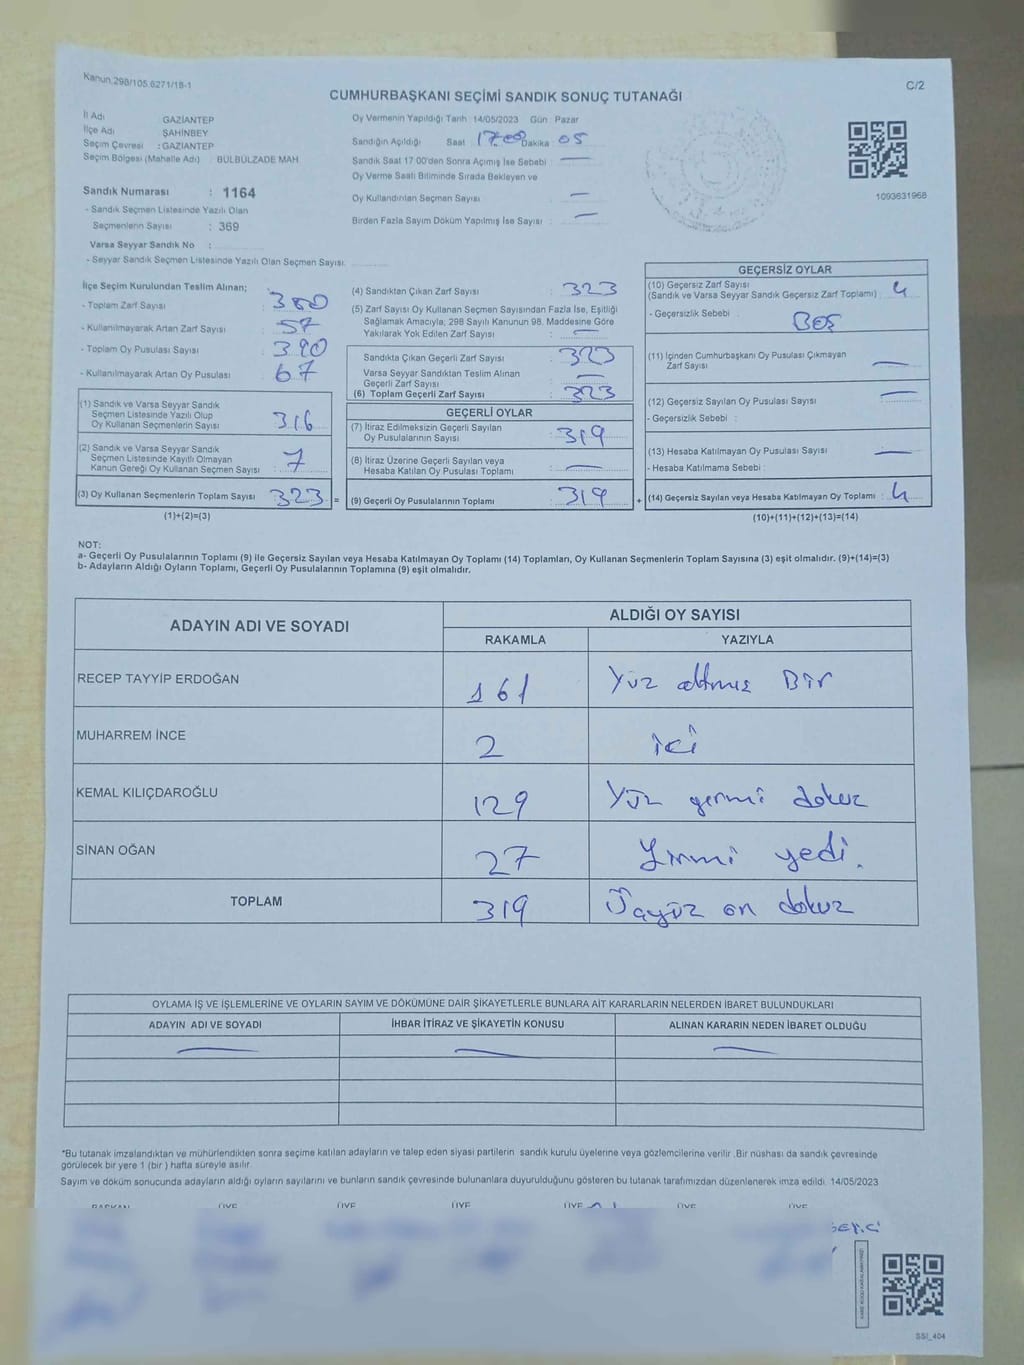 Kanun.298/105.6271/18-1
C/2
CUMHURBAŞKANI SEÇİMİ SANDIK SONUÇ TUTANAĞI
İl Adı GAZİANTEP
İlçe Adı ŞAHİNBEY
Seçim Çevresi : GAZİANTEP
Seçim Bölgesi (Mahalle Adı) : BÜLBÜLZADE MAH
Sandık Numarası : 1164
- Sandık Seçmen Listesinde Yazılı Olan
Seçmenlerin Sayısı : 369
Varsa Seyyar Sandık No :
- Seyyar Sandık Seçmen Listesinde Yazılı Olan Seçmen Sayısı:
Oy Vermenin Yapıldığı Tarih 14/05/2023 Gün Pazar
Sandığın Açıldığı Saat 17:00 Dakika 05
Sandık Saat 17:00'den Sonra Açılmış İse Sebebi : —
Oy Verme Saati Bitiminde Sırada Bekleyen ve
Oy Kullandırılan Seçmen Sayısı : —
Birden Fazla Sayım Döküm Yapılmış İse Sayısı : —
1093631968
İlçe Seçim Kurulundan Teslim Alınan;
- Toplam Zarf Sayısı : 380
- Kullanılmayarak Artan Zarf Sayısı : 57
- Toplam Oy Pusulası Sayısı : 390
- Kullanılmayarak Artan Oy Pusulası : 67
(1) Sandık ve Varsa Seyyar Sandık
Seçmen Listesinde Yazılı Olup
Oy Kullanan Seçmenlerin Sayısı : 316
(2) Sandık ve Varsa Seyyar Sandık
Seçmen Listesinde Kayıtlı Olmayan
Kanun Gereği Oy Kullanan Seçmen Sayısı : 7
(3) Oy Kullanan Seçmenlerin Toplam Sayısı : 323 =
(1)+(2)=(3)
(4) Sandıktan Çıkan Zarf Sayısı : 323
(5) Zarf Sayısı Oy Kullanan Seçmen Sayısından Fazla İse, Eşitliği
Sağlamak Amacıyla; 298 Sayılı Kanunun 98. Maddesine Göre
Yakılarak Yok Edilen Zarf Sayısı : —
Sandıkta Çıkan Geçerli Zarf Sayısı : 323
Varsa Seyyar Sandıktan Teslim Alınan
Geçerli Zarf Sayısı : —
(6) Toplam Geçerli Zarf Sayısı : 323
GEÇERLİ OYLAR
(7) İtiraz Edilmeksizin Geçerli Sayılan
Oy Pusulalarının Sayısı : 319
(8) İtiraz Üzerine Geçerli Sayılan veya
Hesaba Katılan Oy Pusulası Toplamı : —
(9) Geçerli Oy Pusulalarının Toplamı : 319 +
GEÇERSİZ OYLAR
(10) Geçersiz Zarf Sayısı
(Sandık ve Varsa Seyyar Sandık Geçersiz Zarf Toplamı) : 4
- Geçersizlik Sebebi : BOŞ
(11) İçinden Cumhurbaşkanı Oy Pusulası Çıkmayan
Zarf Sayısı : —
(12) Geçersiz Sayılan Oy Pusulası Sayısı : —
- Geçersizlik Sebebi :
(13) Hesaba Katılmayan Oy Pusulası Sayısı : —
- Hesaba Katılmama Sebebi :
(14) Geçersiz Sayılan veya Hesaba Katılmayan Oy Toplamı : 4
(10)+(11)+(12)+(13)=(14)
NOT:
a- Geçerli Oy Pusulalarının Toplamı (9) ile Geçersiz Sayılan veya Hesaba Katılmayan Oy Toplamı (14) Toplamları, Oy Kullanan Seçmenlerin Toplam Sayısına (3) eşit olmalıdır. (9)+(14)=(3)
b- Adayların Aldığı Oyların Toplamı, Geçerli Oy Pusulalarının Toplamına (9) eşit olmalıdır.
ADAYIN ADI VE SOYADI ALDIĞI OY SAYISI
RAKAMLA YAZIYLA
RECEP TAYYİP ERDOĞAN 161 Yüz altmış Bir
MUHARREM İNCE 2 iki
KEMAL KILIÇDAROĞLU 129 Yüz yermi dokuz
SİNAN OĞAN 27 Yirmi yedi.
TOPLAM 319 Üçyüz on dokuz
OYLAMA İŞ VE İŞLEMLERİNE VE OYLARIN SAYIM VE DÖKÜMÜNE DAİR ŞİKAYETLERLE BUNLARA AİT KARARLARIN NELERDEN İBARET BULUNDUKLARI
ADAYIN ADI VE SOYADI İHBAR İTİRAZ VE ŞİKAYETİN KONUSU ALINAN KARARIN NEDEN İBARET OLDUĞU
— — —
*Bu tutanak imzalandıktan ve mühürlendikten sonra seçime katılan adayların ve talep eden siyasi partilerin sandık kurulu üyelerine veya gözlemcilerine verilir .Bir nüshası da sandık çevresinde
görülecek bir yere 1 (bir ) hafta süreyle asılır.
Sayım ve döküm sonucunda adayların aldığı oyların sayılarını ve bunların sandık çevresinde bulunanlara duyurulduğunu gösteren bu tutanak tarafımızdan düzenlenerek imza edildi. 14/05/2023
BAŞKAN ÜYE ÜYE ÜYE ÜYE ÜYE ÜYE
SSI_404